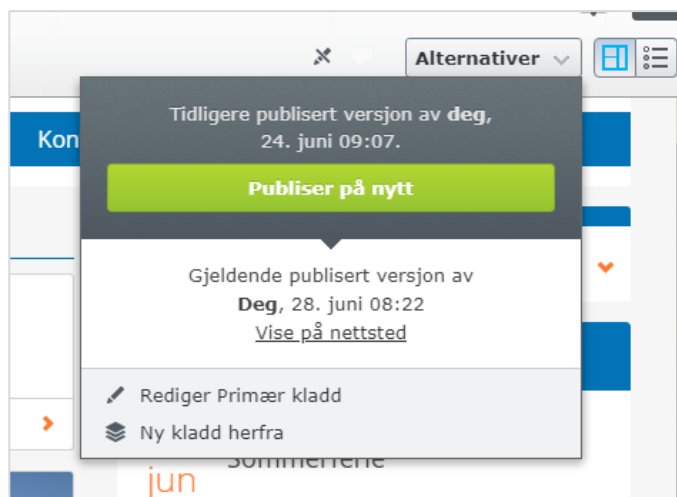 Alternativer
Tidligere publisert versjon av deg,
24. juni 09:07.
Kon
Publiser på nytt
Gjeldende publisert versjon av
Deg, 28. juni 08:22
Vise på nettsted
Rediger Primær kladd
Ny kladd herfra
Sommerferie
jun